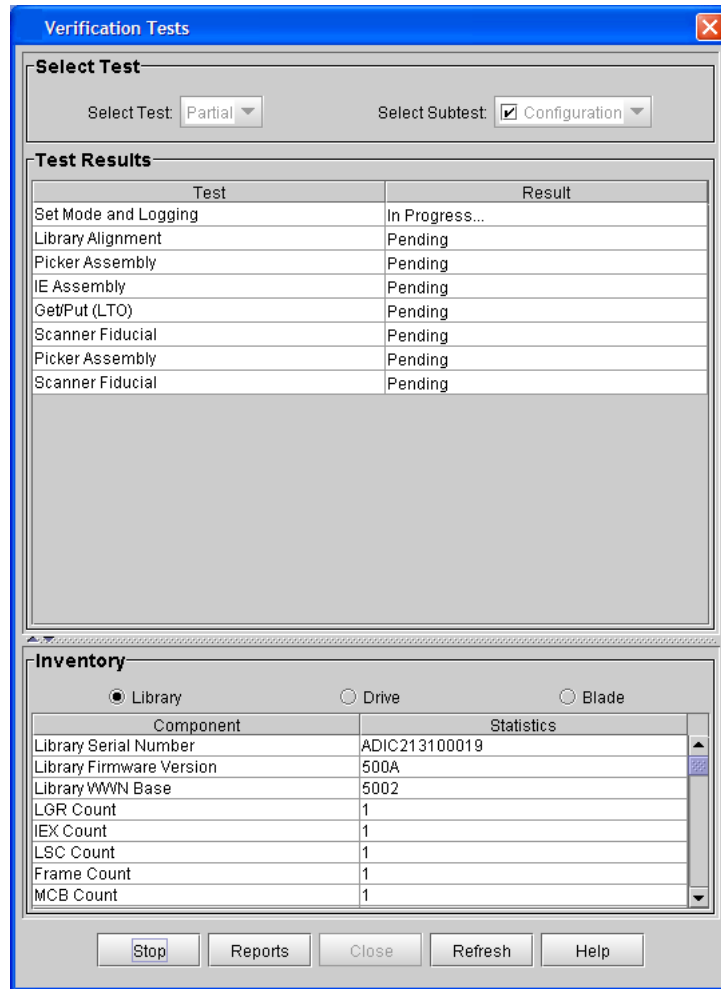 Verification Tests
Select Test
Select Test: Partial Select Subtest: Configuration
Test Results
Test Result
Set Mode and Logging In Progress...
Library Alignment Pending
Picker Assembly Pending
IE Assembly Pending
Get/Put (LTO) Pending
Scanner Fiducial Pending
Picker Assembly Pending
Scanner Fiducial Pending
Inventory
Library Drive Blade
Component Statistics
Library Serial Number ADIC213100019
Library Firmware Version 500A
Library WWN Base 5002
LGR Count 1
IEX Count 1
LSC Count 1
Frame Count 1
MCB Count 1
Stop Reports Close Refresh Help